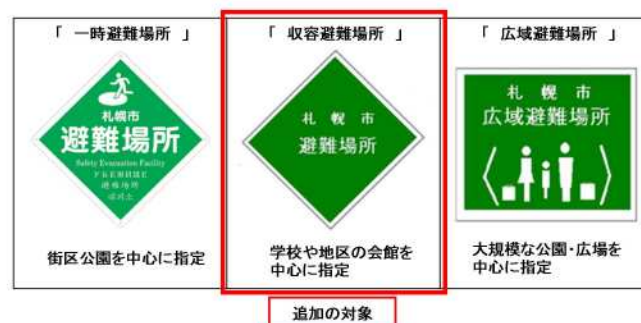 「 一時避難場所 」
札幌市
避難場所
Safety Evacuation Facility
避難場所
街区公園を中心に指定
「 収容避難場所 」
札 幌 市
避難場所
学校や地区の会館を
中心に指定
「 広域避難場所 」
札 幌 市
広域避難場所
大規模な公園・広場を
中心に指定
追加の対象